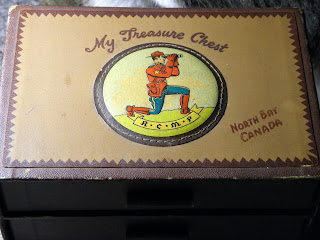 My Treasure Chest
R·C·M·P
North Bay
Canada